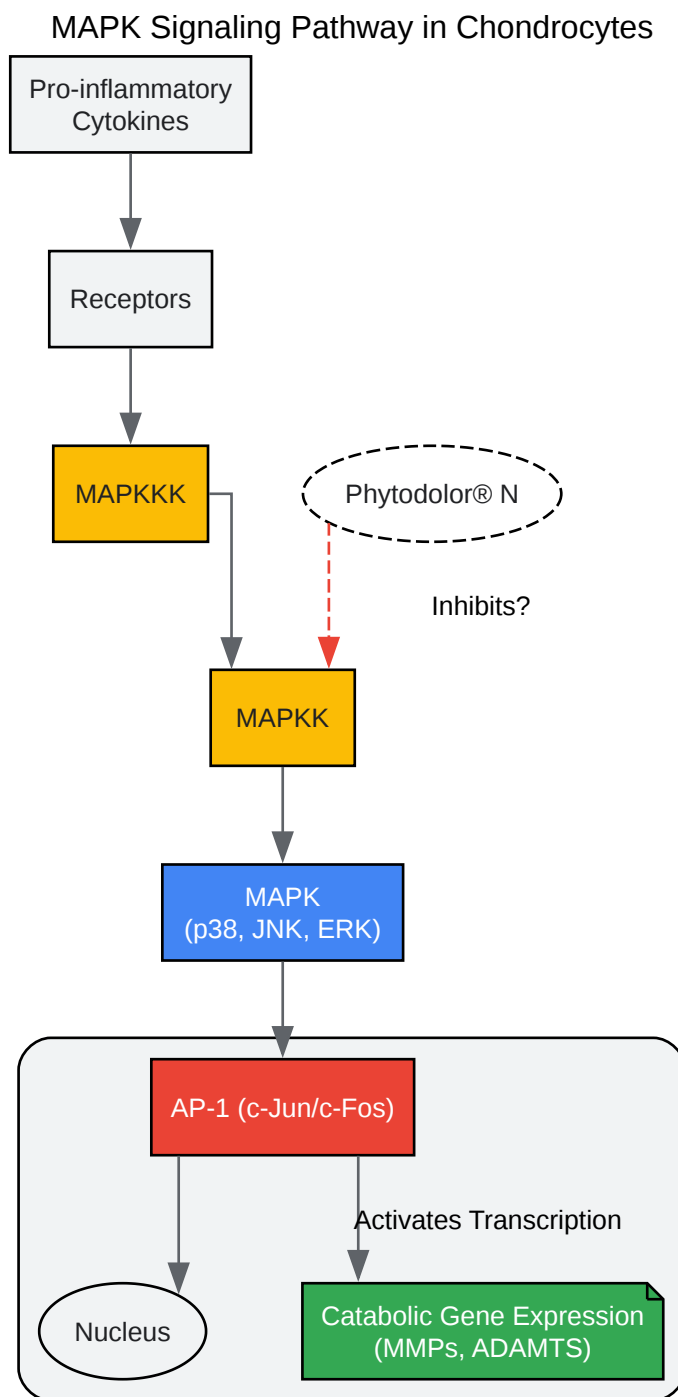 MAPK Signaling Pathway in Chondrocytes
Pro-inflammatory
Cytokines
Receptors
MAPKKK
Phytodolor® N
Inhibits?
MAPKK
MAPK
(p38, JNK, ERK)
AP-1 (c-Jun/c-Fos)
Activates Transcription
Nucleus
Catabolic Gene Expression
(MMPs, ADAMTS)